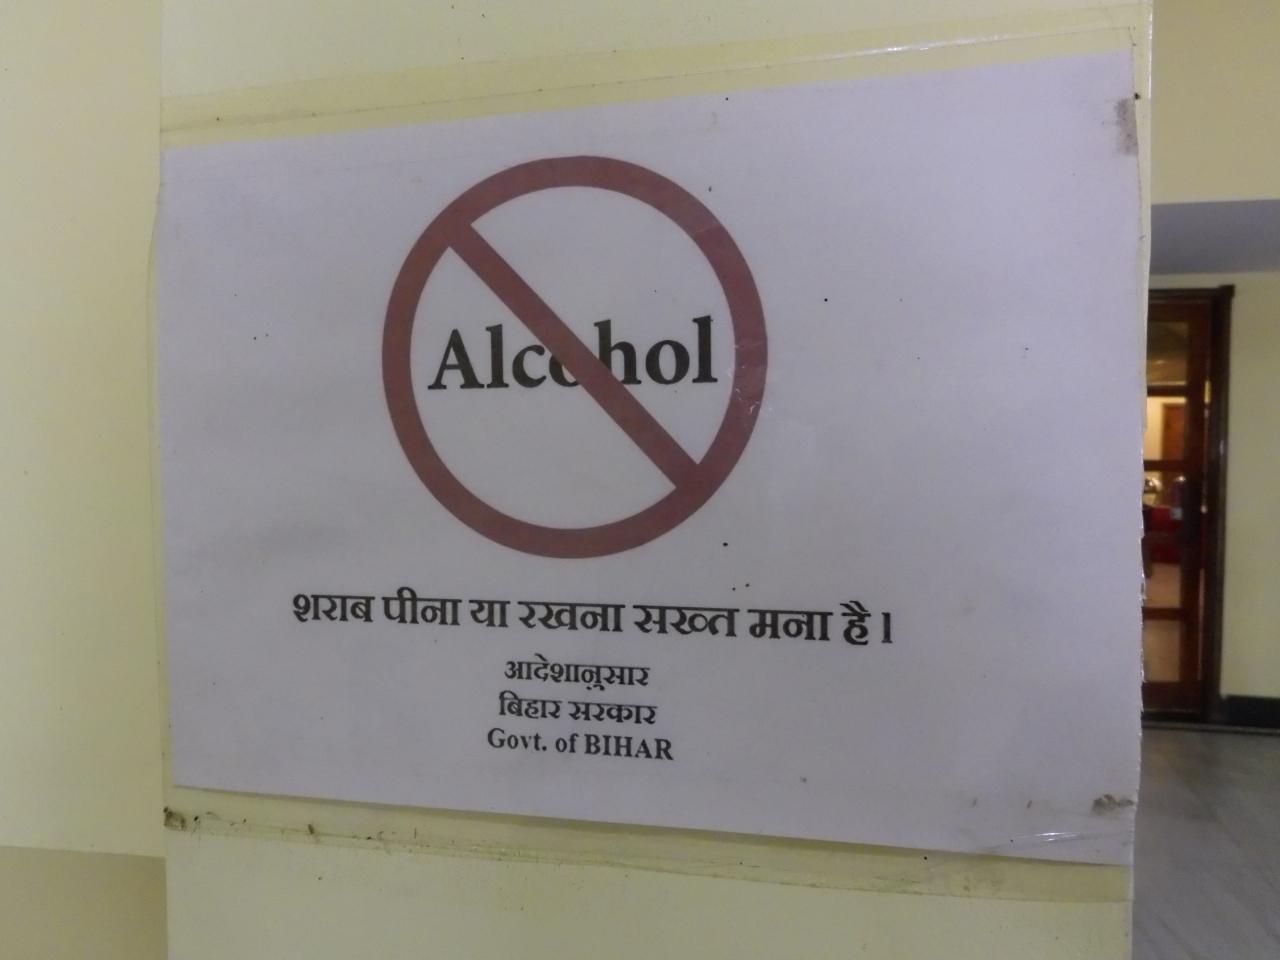 Alcohol
शराब पीना या रखना सख्त मना है।
आदेशानुसार
बिहार सरकार
Govt. of BIHAR